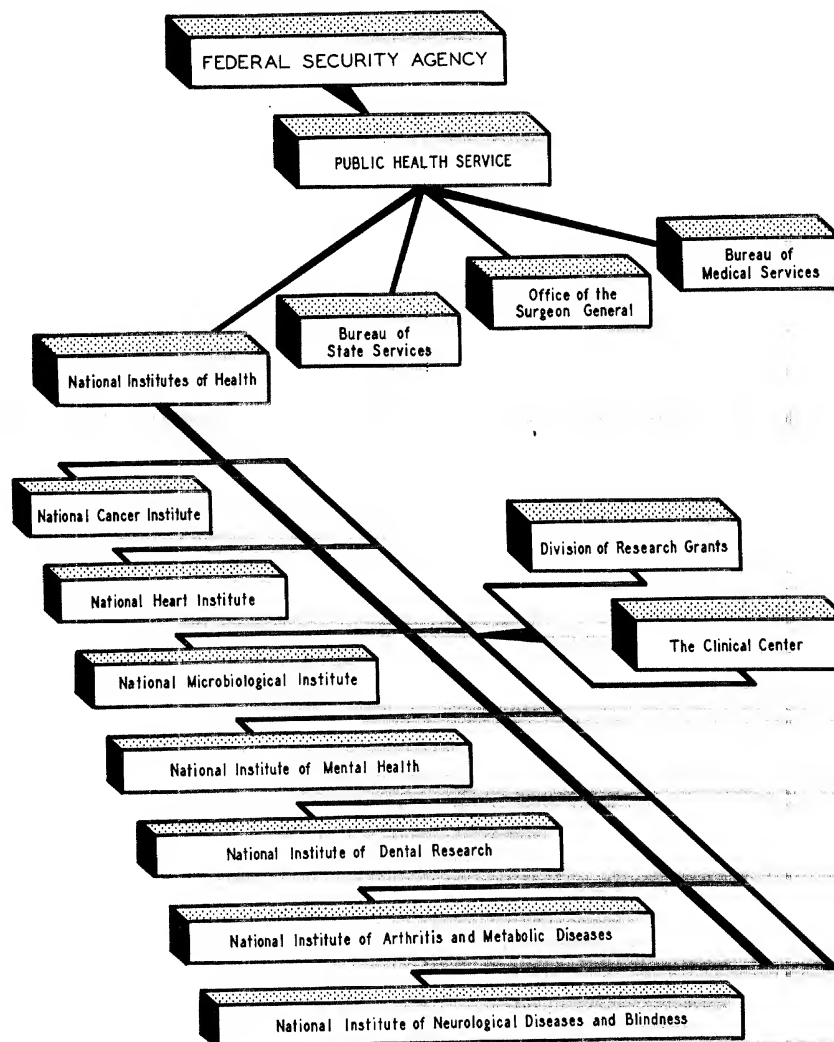 FEDERAL SECURITY AGENCY
PUBLIC HEALTH SERVICE
Bureau of
Medical Services
Office of the
Surgeon General
Bureau of
State Services
National Institutes of Health
National Cancer Institute
Division of Research Grants
National Heart Institute
The Clinical Center
National Microbiological Institute
National Institute of Mental Health
National Institute of Dental Research
National Institute of Arthritis and Metabolic Diseases
National Institute of Neurological Diseases and Blindness